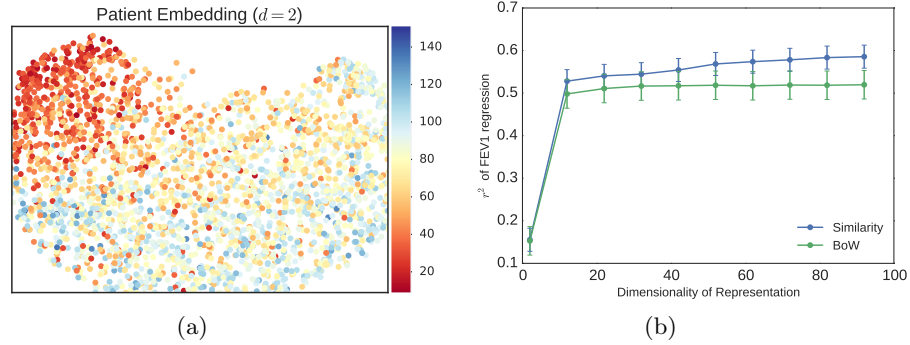 Patient Embedding (d = 2)
140
120
100
80
60
40
20
(a)
0.7
0.6
0.5
0.4
0.3
0.2
0.1
r² of FEV1 regression
Similarity
BoW
0 20 40 60 80 100
Dimensionality of Representation
(b)